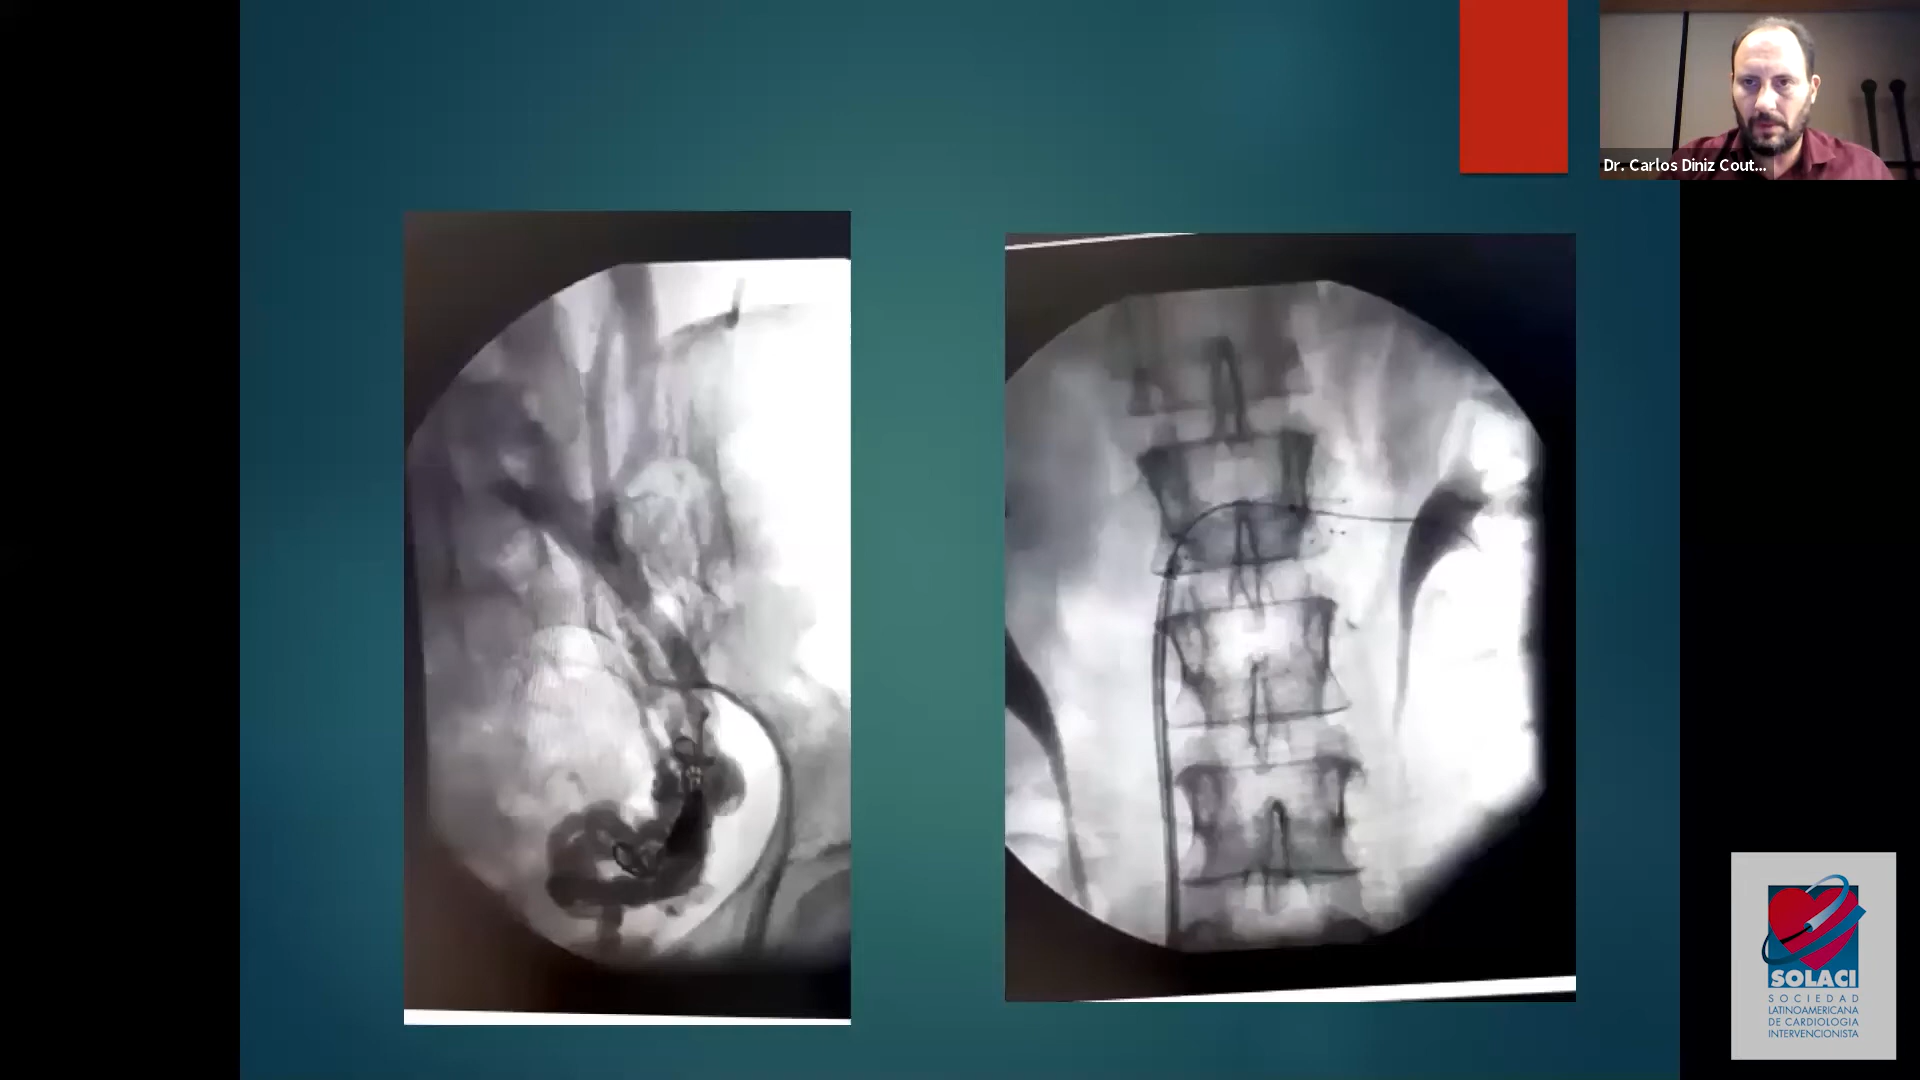 Dr. Carlos Diniz Cout...
SOLACI
SOCIEDAD
LATINOAMERICANA
DE CARDIOLOGIA
INTERVENCIONISTA